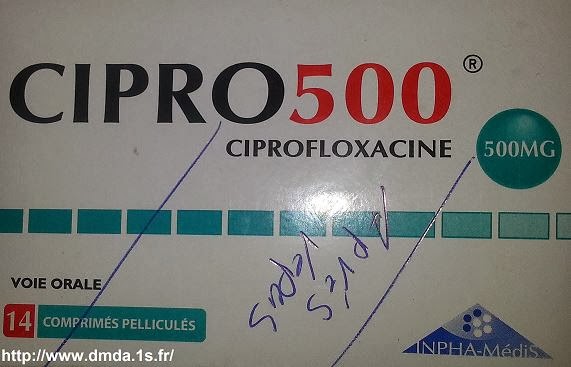 CIPRO500®
CIPROFLOXACINE
500MG
VOIE ORALE
14 COMPRIMÉS PELLICULÉS
INPHA-MédiS
http://www.dmda.1s.fr/